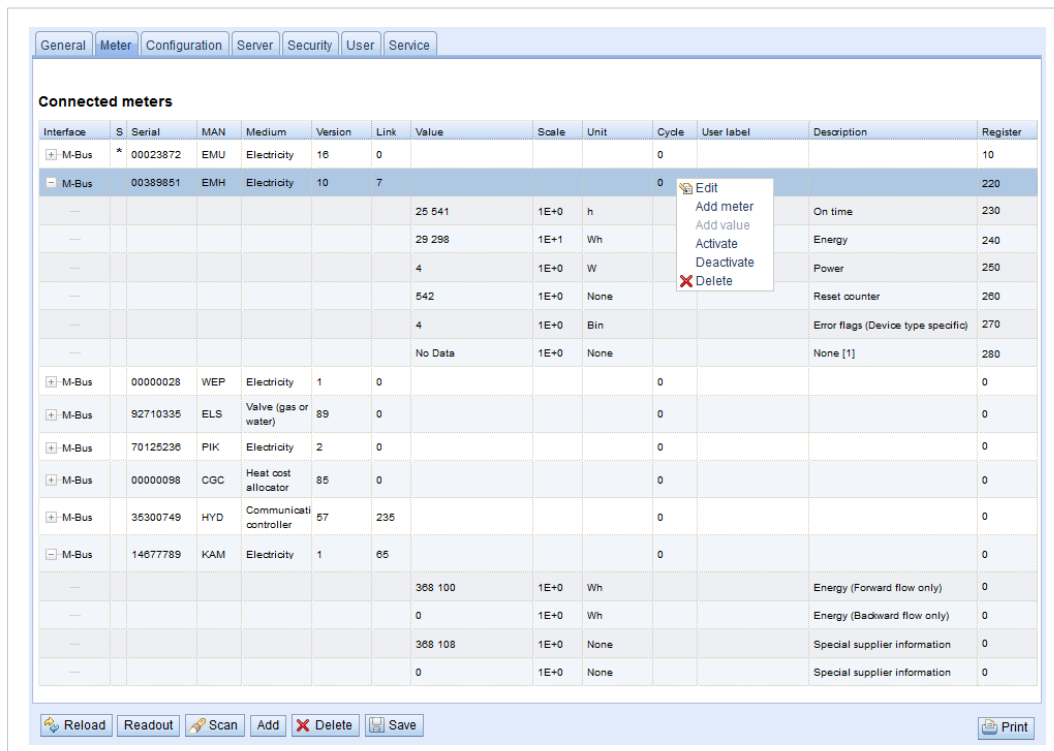 General Meter Configuration Server Security User Service
Connected meters
Interface S Serial MAN Medium Version Link Value Scale Unit Cycle User label Description Register
M-Bus * 00023872 EMU Electricity 16 0 0 10
M-Bus 00389851 EMH Electricity 10 7 0 220
Edit
Add meter
Add value
Activate
Deactivate
Delete
25 541 1E+0 h On time 230
29 298 1E+1 Wh Energy 240
4 1E+0 W Power 250
542 1E+0 None Reset counter 260
4 1E+0 Bin Error flags (Device type specific) 270
No Data 1E+0 None None [1] 280
M-Bus 00000028 WEP Electricity 1 0 0 0
M-Bus 92710335 ELS Valve (gas or
water) 89 0 0 0
M-Bus 70125236 PIK Electricity 2 0 0 0
M-Bus 00000098 CGC Heat cost
allocator 85 0 0 0
M-Bus 35300749 HYD Communicati
controller 57 235 0 0
M-Bus 14677789 KAM Electricity 1 65 0 0
368 100 1E+0 Wh Energy (Forward flow only) 0
0 1E+0 Wh Energy (Backward flow only) 0
368 108 1E+0 None Special supplier information 0
0 1E+0 None Special supplier information 0
Reload Readout Scan Add Delete Save Print